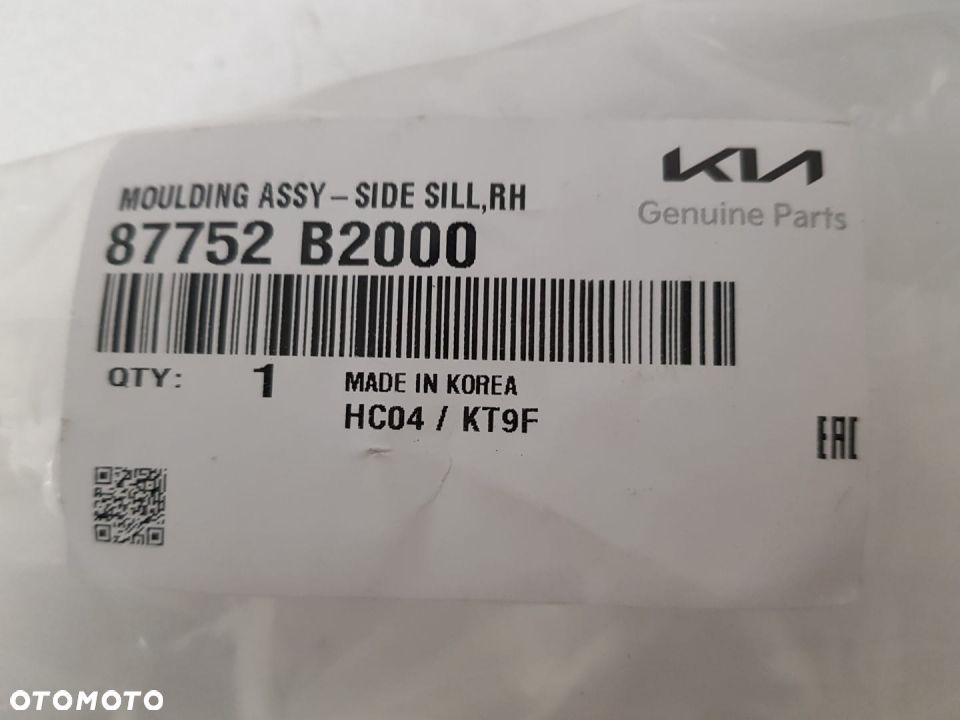 KIA
Genuine Parts
MOULDING ASSY-SIDE SILL,RH
87752 B2000
QTY: 1 MADE IN KOREA
HC04 / KT9F
EAC
OTOMOTO